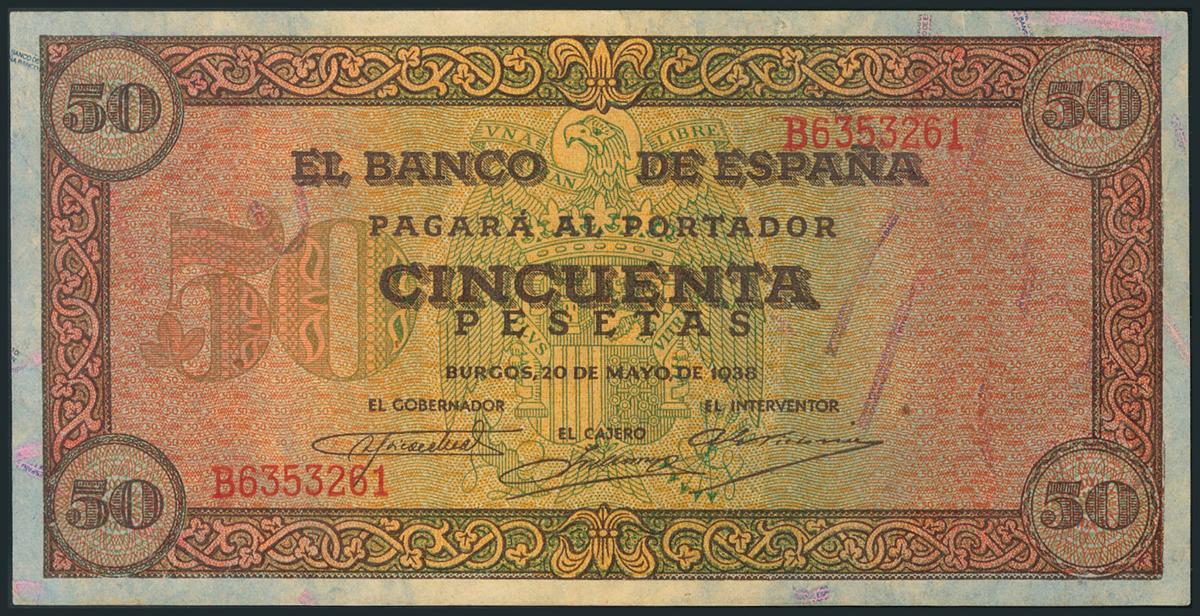 50
50
VNA
LIBRE
B6353261
EL BANCO DE ESPAÑA
PAGARÁ AL PORTADOR
50
CINCUENTA
PESETAS
BURGOS, 20 DE MAYO, DE 1938
EL GOBERNADOR
EL INTERVENTOR
EL CAJERO
B6353261
50
50